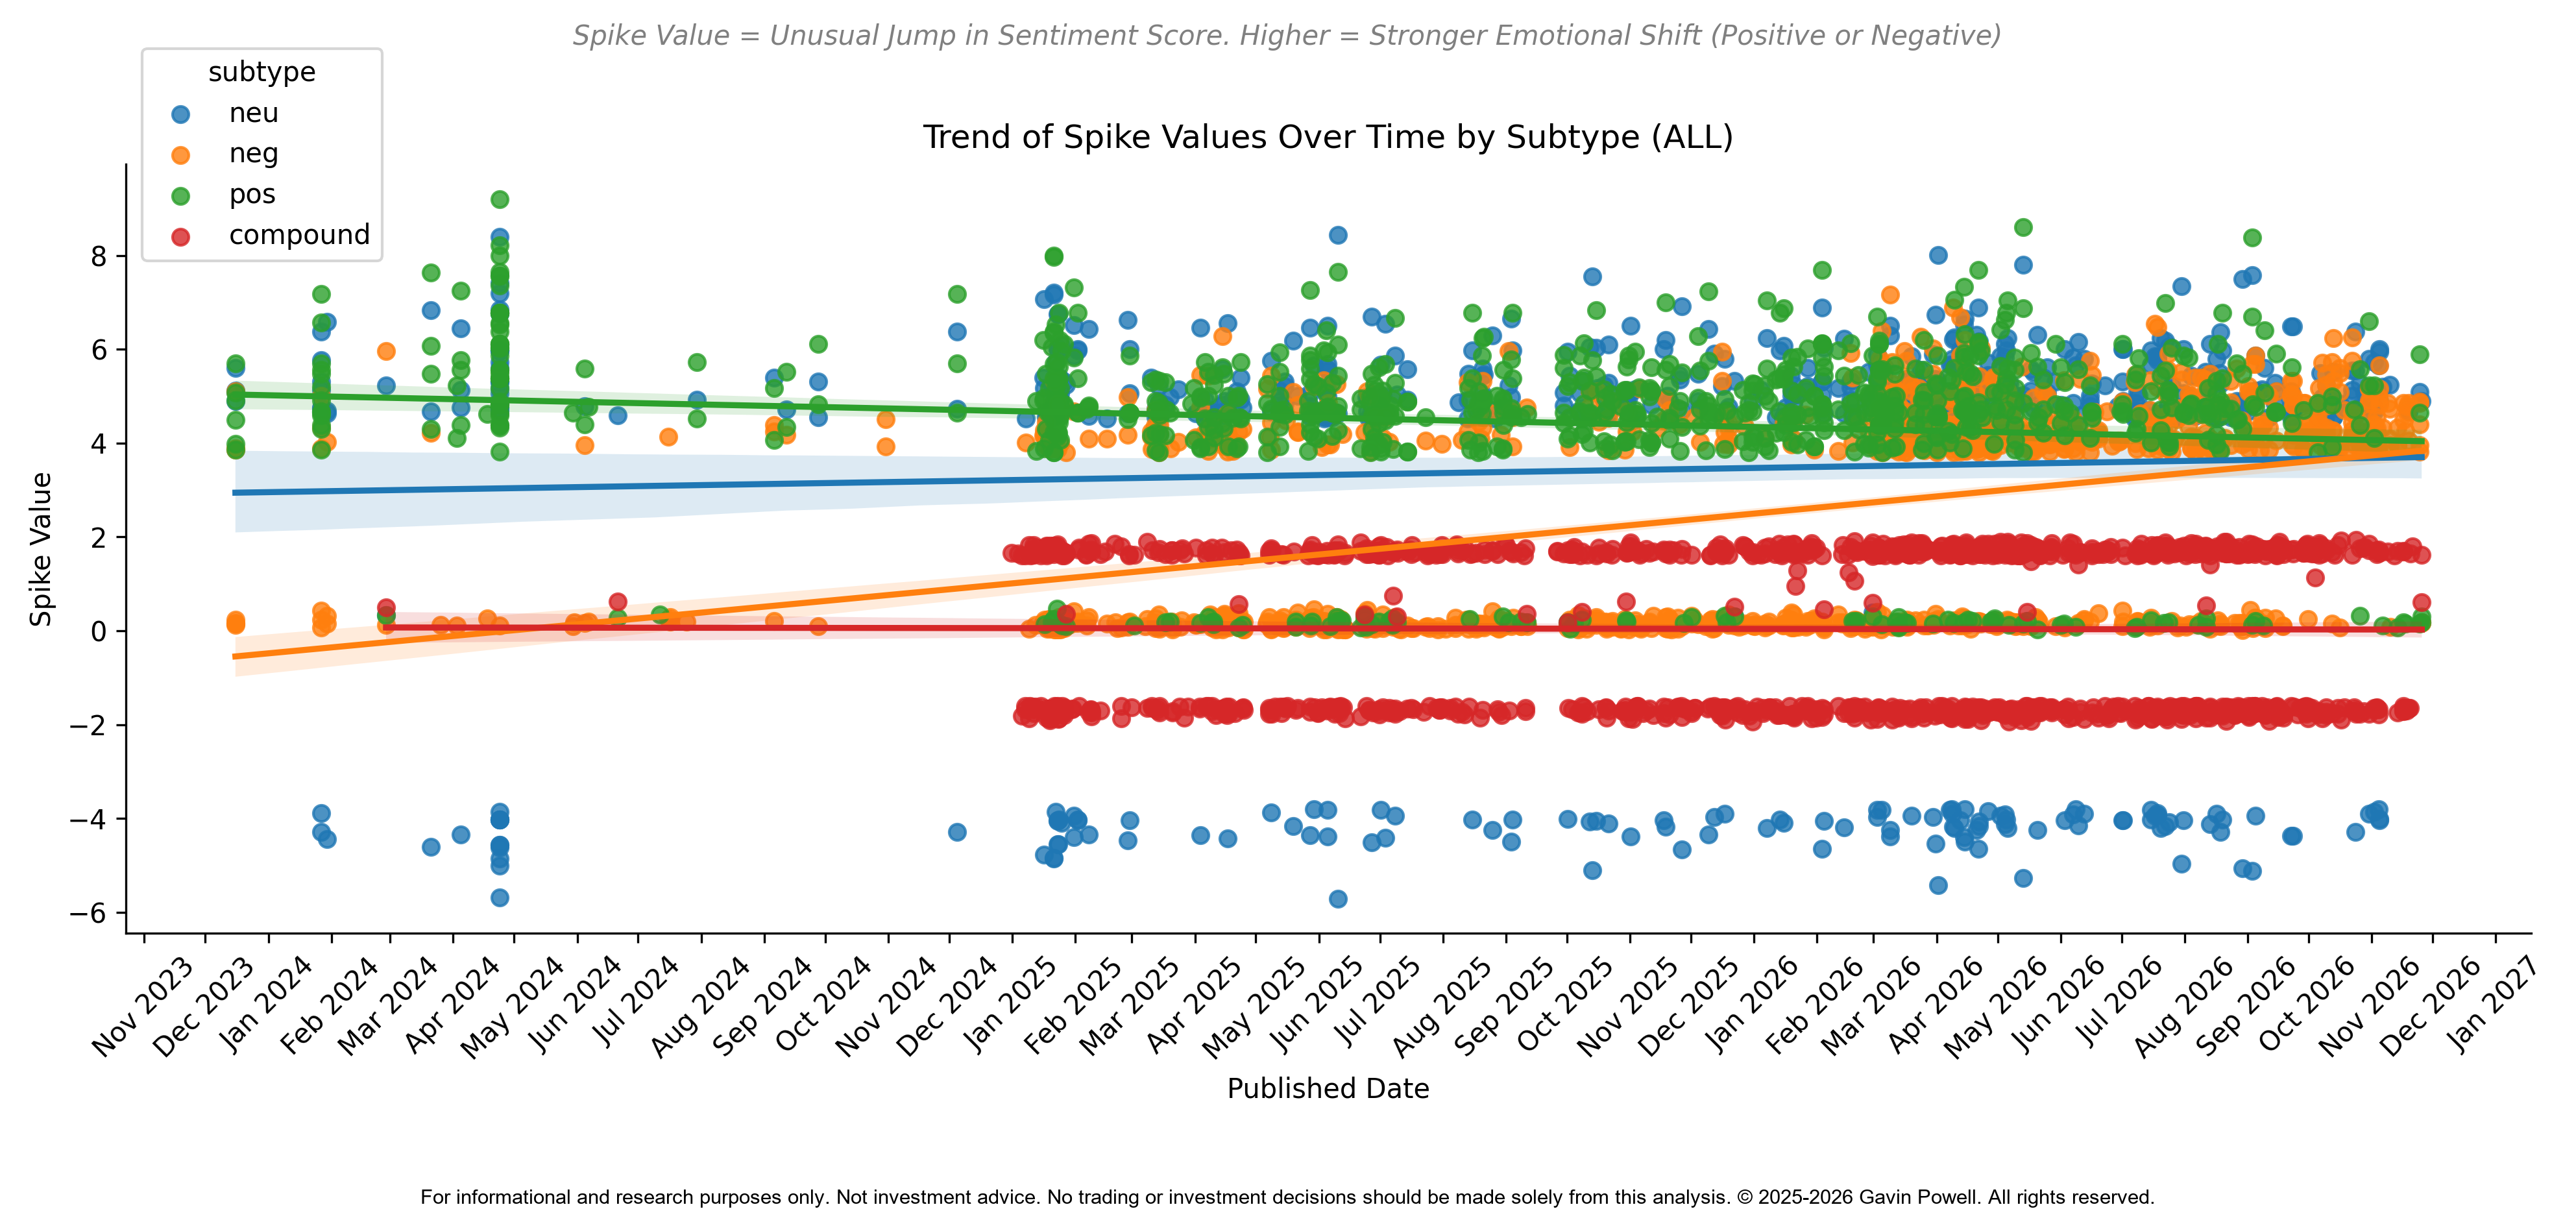 Spike Value = Unusual Jump in Sentiment Score. Higher = Stronger Emotional Shift (Positive or Negative)
subtype
neu
neg
pos
compound
Trend of Spike Values Over Time by Subtype (ALL)
Spike Value
8
6
4
2
0
−2
−4
−6
Nov 2023
Dec 2023
Jan 2024
Feb 2024
Mar 2024
Apr 2024
May 2024
Jun 2024
Jul 2024
Aug 2024
Sep 2024
Oct 2024
Nov 2024
Dec 2024
Jan 2025
Feb 2025
Mar 2025
Apr 2025
May 2025
Jun 2025
Jul 2025
Aug 2025
Sep 2025
Oct 2025
Nov 2025
Dec 2025
Jan 2026
Feb 2026
Mar 2026
Apr 2026
May 2026
Jun 2026
Jul 2026
Aug 2026
Sep 2026
Oct 2026
Nov 2026
Dec 2026
Jan 2027
Published Date
For informational and research purposes only. Not investment advice. No trading or investment decisions should be made solely from this analysis. © 2025-2026 Gavin Powell. All rights reserved.